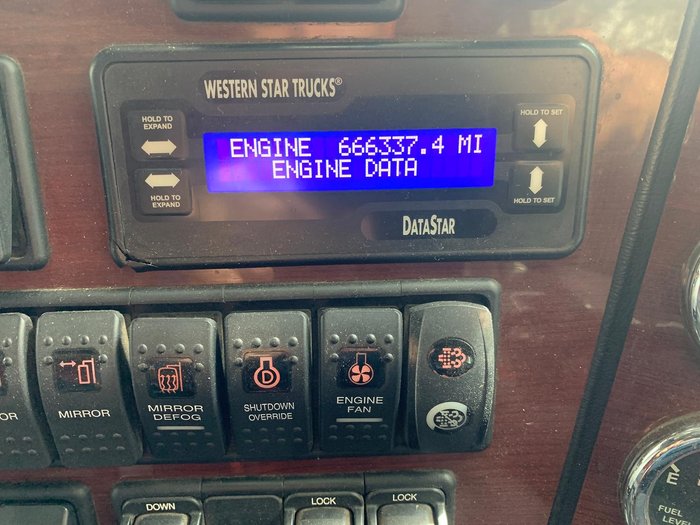 WESTERN STAR TRUCKS®
HOLD TO
EXPAND
HOLD TO SET
ENGINE 666337.4 MI
ENGINE DATA
HOLD TO
EXPAND
HOLD TO SET
DATASTAR
MIRROR
MIRROR
DEFOG
D
SHUTDOWN
OVERRIDE
ENGINE
FAN
DOWN
LOCK
LOCK
E
FUEL